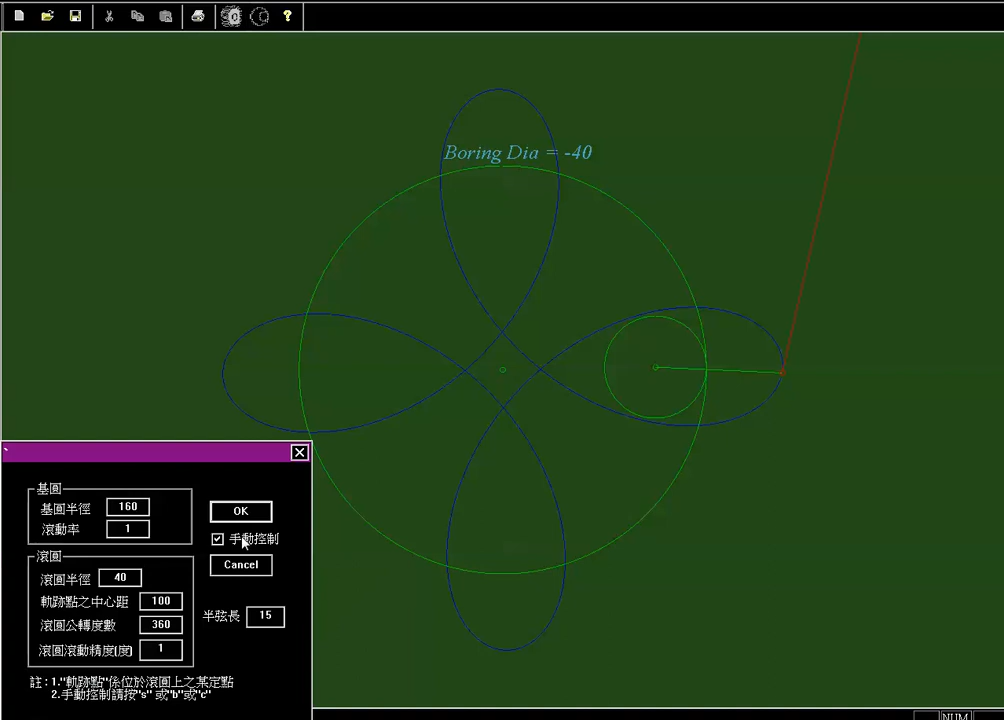 Boring Dia = -40
基圓
基圓半徑 160
滾動率 1
OK
手動控制
Cancel
滾圓
滾圓半徑 40
軌跡點之中心距 100
滾圓公轉度數 360
滾圓滾動精度(度) 1
半弦長 15
註：1."軌跡點"係位於滾圓上之某定點
2.手動控制請按"s" 或"b"或"c"
NUM